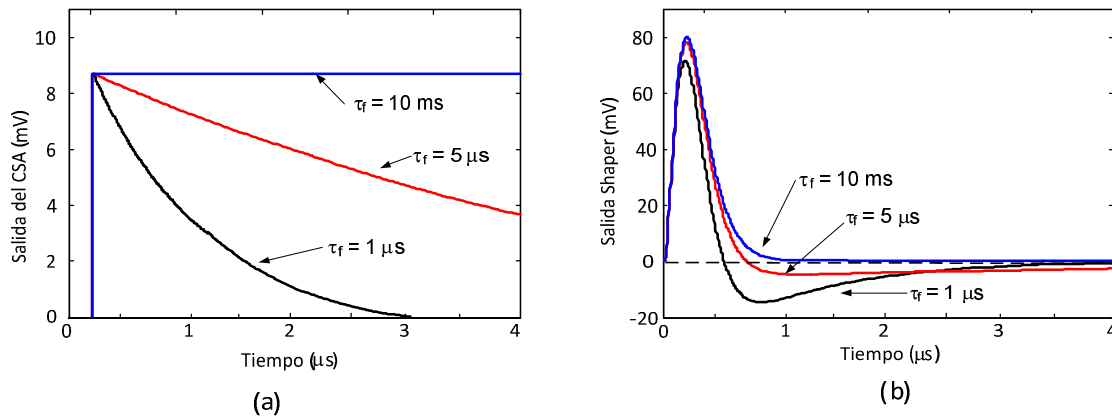 10
8
6
4
2
0
Salida del CSA (mV)
τf = 10 ms
τf = 5 μs
τf = 1 μs
0
1
2
3
4
Tiempo (μs)
(a)
80
60
40
20
0
-20
Salida Shaper (mV)
τf = 10 ms
τf = 5 μs
τf = 1 μs
0
1
2
3
4
Tiempo (μs)
(b)